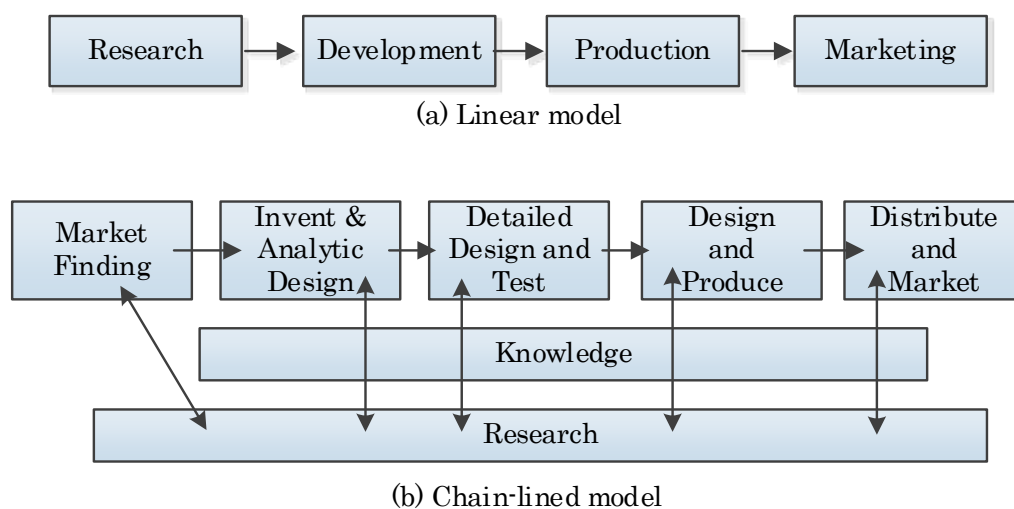 Research
Development
Production
Marketing
(a) Linear model
Market
Finding
Invent &
Analytic
Design
Detailed
Design and
Test
Design
and
Produce
Distribute
and
Market
Knowledge
Research
(b) Chain-lined model